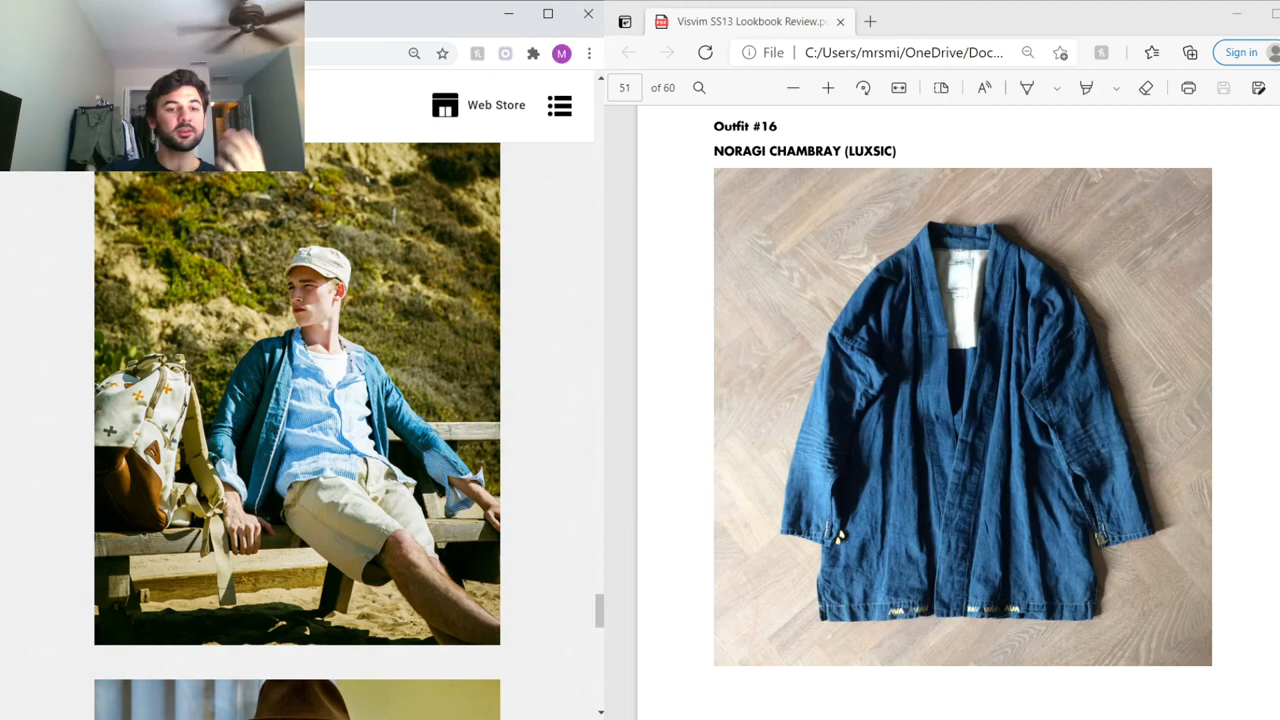 Web Store
M
Visvim SS13 Lookbook Review.p
File
C:/Users/mrsmi/OneDrive/Doc...
Sign in
51
of 60
Outfit #16
NORAGI CHAMBRAY (LUXSIC)